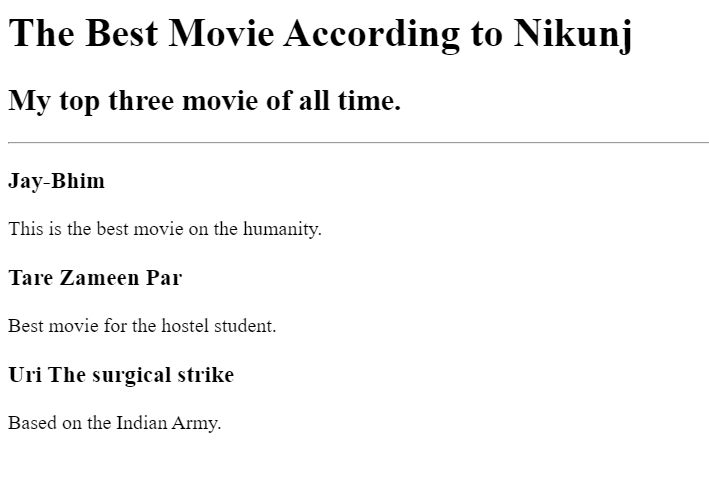 The Best Movie According to Nikunj
My top three movie of all time.
Jay-Bhim
This is the best movie on the humanity.
Tare Zameen Par
Best movie for the hostel student.
Uri The surgical strike
Based on the Indian Army.